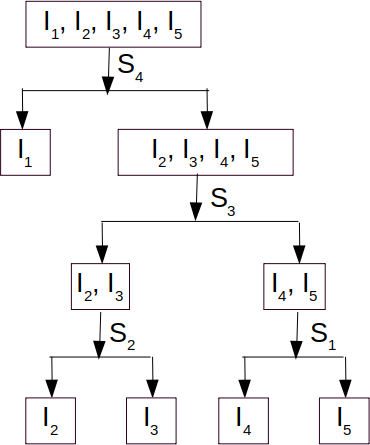 I₁, I₂, I₃, I₄, I₅
S₄
I₁
I₂, I₃, I₄, I₅
S₃
I₂, I₃
I₄, I₅
S₂
S₁
I₂
I₃
I₄
I₅